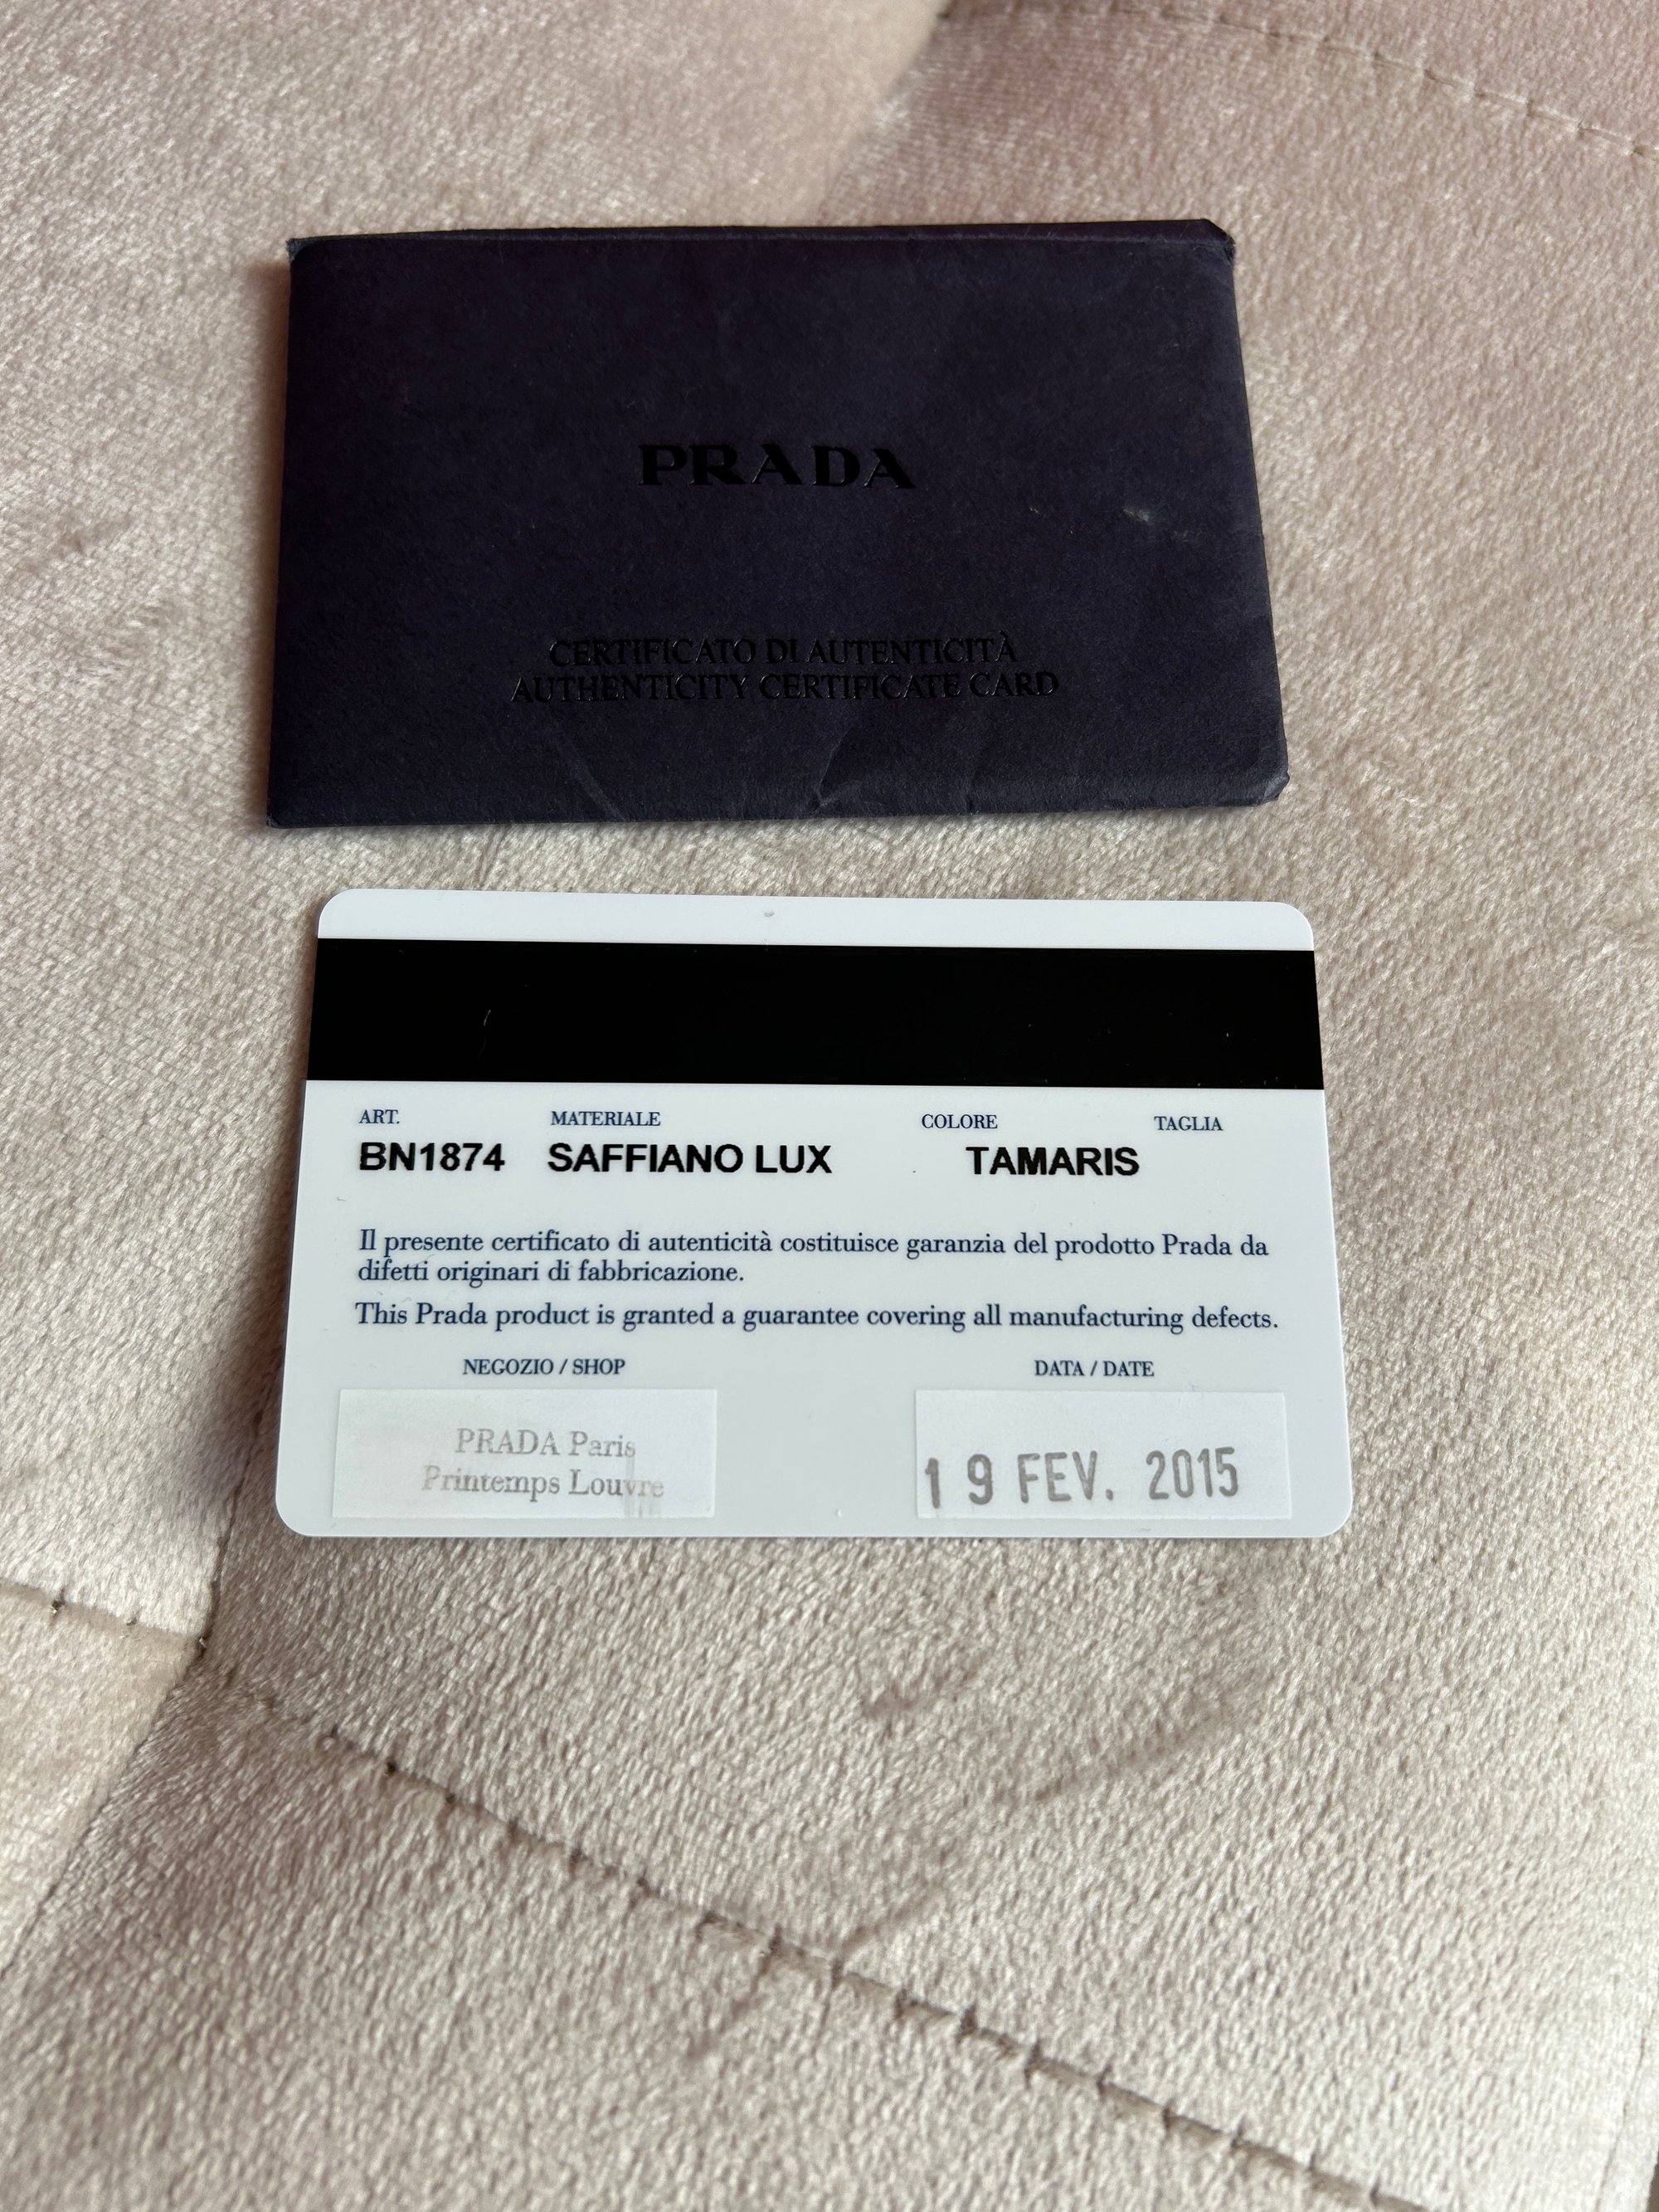 PRADA
CERTIFICATO DI AUTENTICITÀ
AUTHENTICITY CERTIFICATE CARD
ART. MATERIALE COLORE TAGLIA
BN1874 SAFFIANO LUX TAMARIS
Il presente certificato di autenticità costituisce garanzia del prodotto Prada da
difetti originari di fabbricazione.
This Prada product is granted a guarantee covering all manufacturing defects.
NEGOZIO / SHOP DATA / DATE
PRADA Paris
Printemps Louvre
19 FEV. 2015